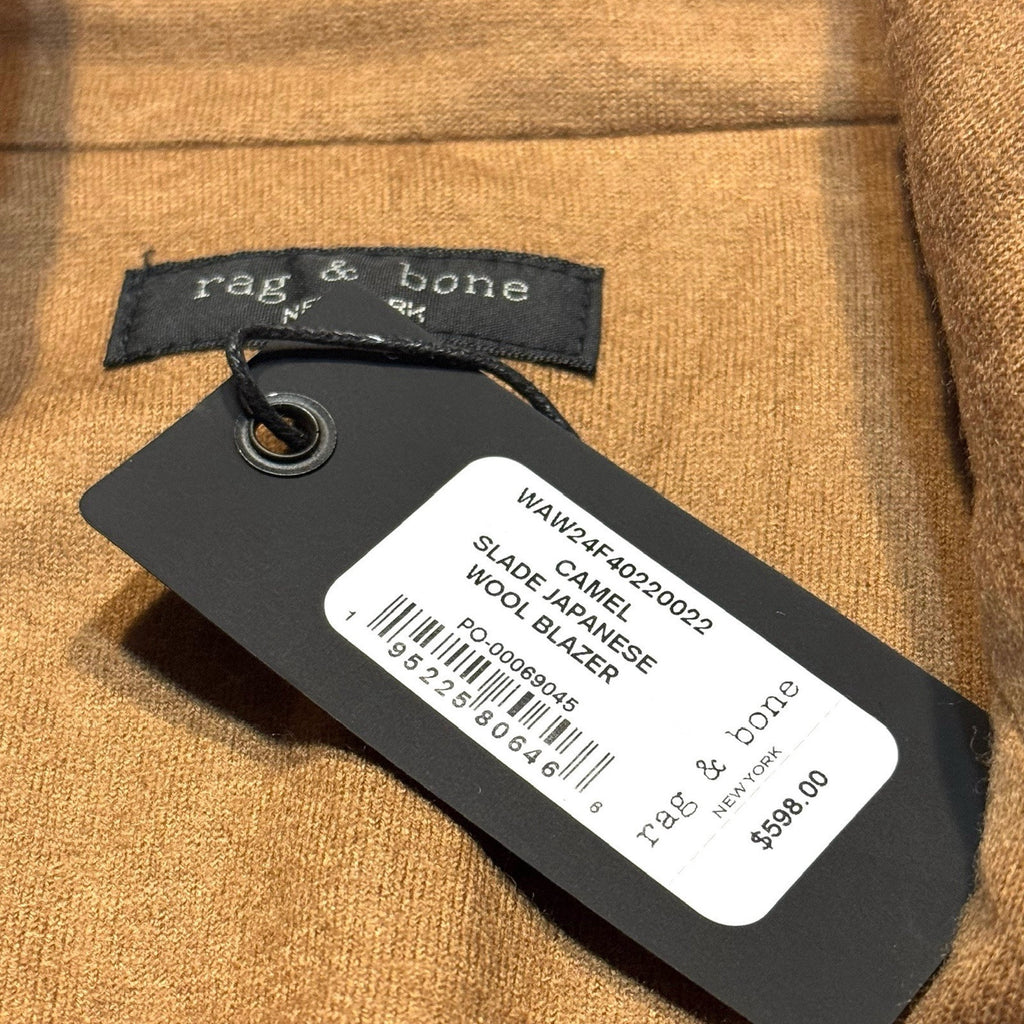 rag & bone
WAW24F40220022
CAMEL
SLADE JAPANESE
WOOL BLAZER
PO-00069045
1 95225 80646 6
rag & bone
NEW YORK
$598.00